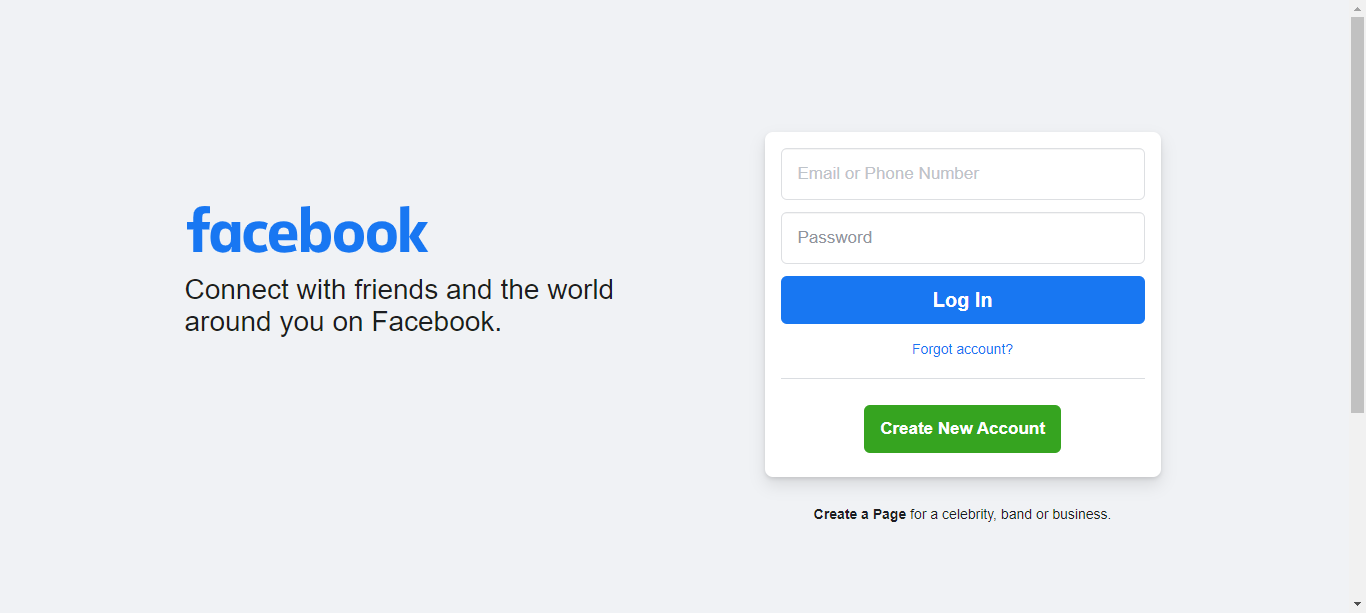 facebook
Connect with friends and the world
around you on Facebook.
Email or Phone Number
Password
Log In
Forgot account?
Create New Account
Create a Page for a celebrity, band or business.